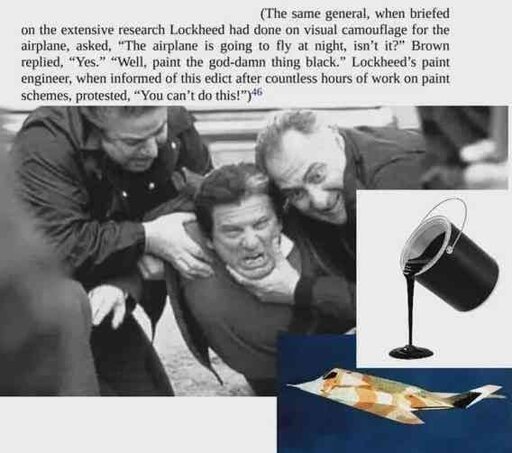 (The same general, when briefed
on the extensive research Lockheed had done on visual camouflage for the
airplane, asked, “The airplane is going to fly at night, isn’t it?” Brown
replied, “Yes.” “Well, paint the god-damn thing black.” Lockheed’s paint
engineer, when informed of this edict after countless hours of work on paint
schemes, protested, “You can’t do this!”)46